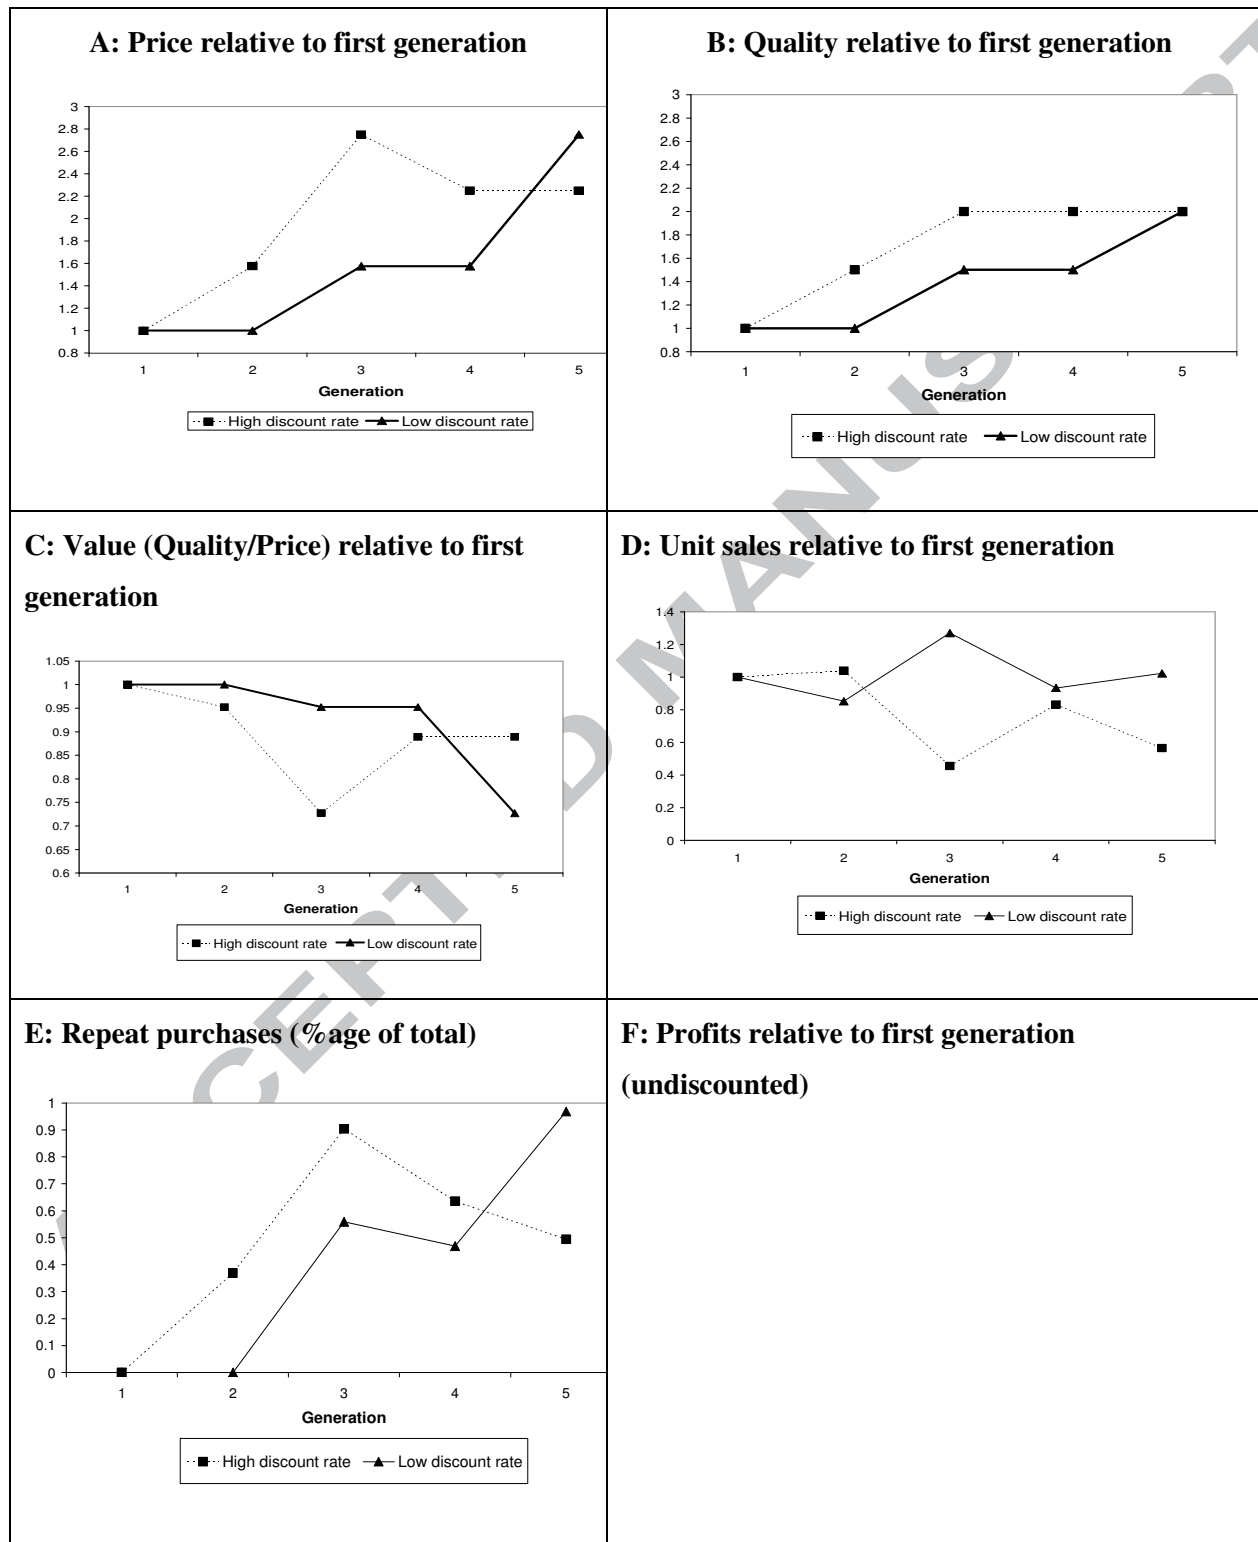 A: Price relative to first generation
3
2.8
2.6
2.4
2.2
2
1.8
1.6
1.4
1.2
1
0.8
1 2 3 4 5
Generation
High discount rate Low discount rate
B: Quality relative to first generation
3
2.8
2.6
2.4
2.2
2
1.8
1.6
1.4
1.2
1
0.8
1 2 3 4 5
Generation
High discount rate Low discount rate
C: Value (Quality/Price) relative to first
generation
1.05
1
0.95
0.9
0.85
0.8
0.75
0.7
0.65
0.6
1 2 3 4 5
Generation
High discount rate Low discount rate
D: Unit sales relative to first generation
1.4
1.2
1
0.8
0.6
0.4
0.2
0
1 2 3 4 5
Generation
High discount rate Low discount rate
E: Repeat purchases (%age of total)
1
0.9
0.8
0.7
0.6
0.5
0.4
0.3
0.2
0.1
0
1 2 3 4 5
Generation
High discount rate Low discount rate
F: Profits relative to first generation
(undiscounted)